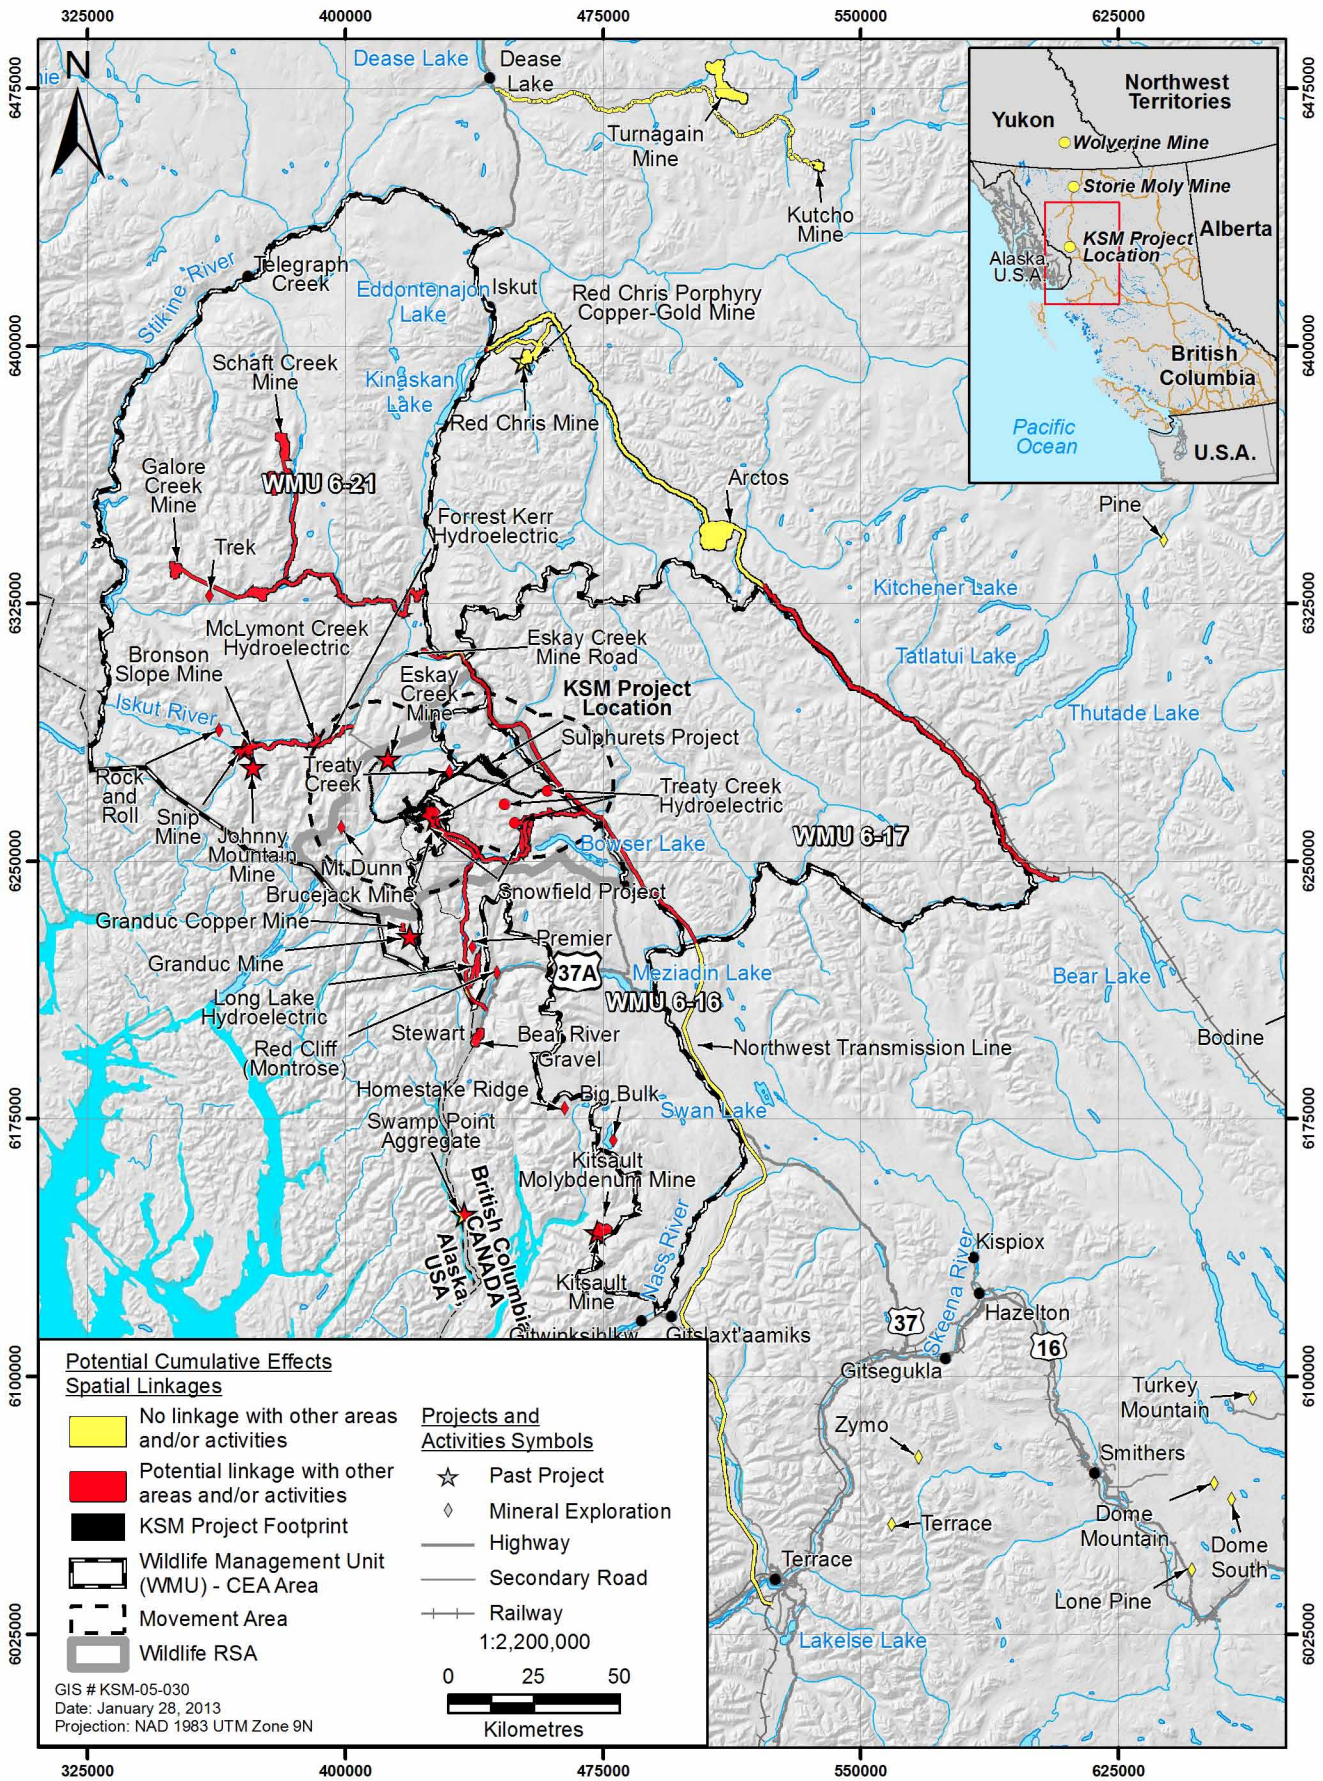 325000
400000
475000
550000
625000
N
Dease Lake
Dease
Lake
6475000
6475000
Turnagain
Mine
Kutcho
Mine
Northwest
Territories
Yukon
Wolverine Mine
Storie Moly Mine
Alberta
KSM Project
Location
Alaska,
U.S.A.
British
Columbia
Pacific
Ocean
U.S.A.
Telegraph
Creek
Stikine River
Eddontenajon
Lake
Iskut
Red Chris Porphyry
Copper-Gold Mine
6400000
6400000
Schaft Creek
Mine
Kinaskan
Lake
Red Chris Mine
Galore
Creek
Mine
WMU 6-21
Arctos
Pine
Forrest Kerr
Hydroelectric
Trek
Kitchener Lake
6325000
6325000
McLymont Creek
Hydroelectric
Eskay Creek
Mine Road
Bronson
Slope Mine
Tatlatui Lake
Eskay
Creek
Mine
KSM Project
Location
Iskut River
Thutade Lake
Sulphurets Project
Treaty
Creek
Rock
and
Roll
Treaty Creek
Hydroelectric
Snip
Mine
Johnny
Mountain
Mine
Bowser Lake
WMU 6-17
6250000
6250000
Mt.Dunn
Brucejack Mine
Snowfield Project
Granduc Copper Mine
Premier
Granduc Mine
37A
Meziadin Lake
Bear Lake
Long Lake
Hydroelectric
WMU 6-16
Stewart
Bear River
Gravel
Bodine
Red Cliff
(Montrose)
Northwest Transmission Line
Homestake Ridge
Big Bulk
Swan Lake
6175000
6175000
Swamp Point
Aggregate
Kitsault
Molybdenum Mine
British Columbia
CANADA
Alaska,
USA
Nass River
Kispiox
Skeena River
Kitsault
Mine
Hazelton
37
16
Gitwinksihlkw
Gitslaxt'aamiks
Gitsegukla
6100000
6100000
Turkey
Mountain
Zymo
Smithers
Terrace
Dome
Mountain
Dome
South
Terrace
Lone Pine
6025000
6025000
Lakelse Lake
Potential Cumulative Effects
Spatial Linkages
No linkage with other areas
and/or activities
Potential linkage with other
areas and/or activities
KSM Project Footprint
Wildlife Management Unit
(WMU) - CEA Area
Movement Area
Wildlife RSA
Projects and
Activities Symbols
Past Project
Mineral Exploration
Highway
Secondary Road
Railway
1:2,200,000
0
25
50
Kilometres
GIS # KSM-05-030
Date: January 28, 2013
Projection: NAD 1983 UTM Zone 9N
325000
400000
475000
550000
625000